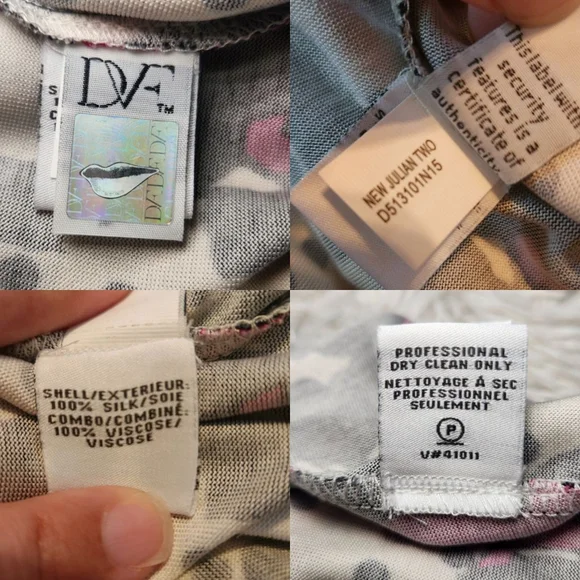 DVF
TM
This label with
security
features is a
certificate of
authenticity
NEW JULIAN TWO
D513101N15
SHELL/EXTERIEUR:
100% SILK/SOIE
COMBO/COMBINÉ:
100% VISCOSE/
VISCOSE
PROFESSIONAL
DRY CLEAN ONLY
NETTOYAGE À SEC
PROFESSIONNEL
SEULEMENT
P
V#41011